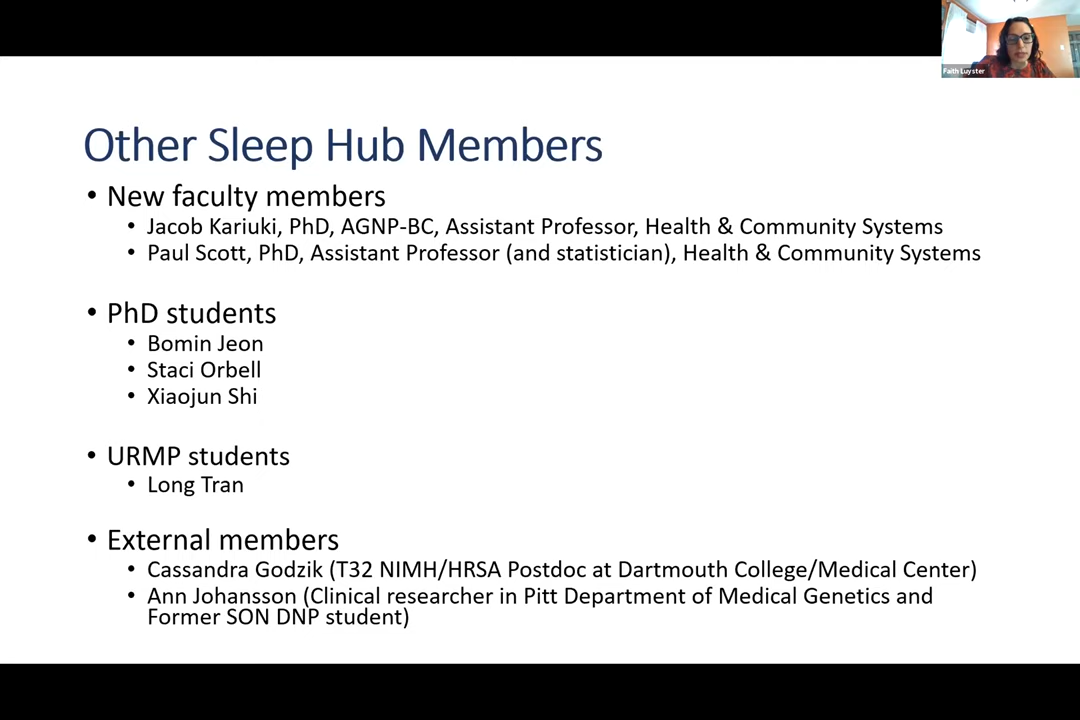 Faith Luyster
Other Sleep Hub Members
• New faculty members
• Jacob Kariuki, PhD, AGNP-BC, Assistant Professor, Health & Community Systems
• Paul Scott, PhD, Assistant Professor (and statistician), Health & Community Systems
• PhD students
• Bomin Jeon
• Staci Orbell
• Xiaojun Shi
• URMP students
• Long Tran
• External members
• Cassandra Godzik (T32 NIMH/HRSA Postdoc at Dartmouth College/Medical Center)
• Ann Johansson (Clinical researcher in Pitt Department of Medical Genetics and
Former SON DNP student)